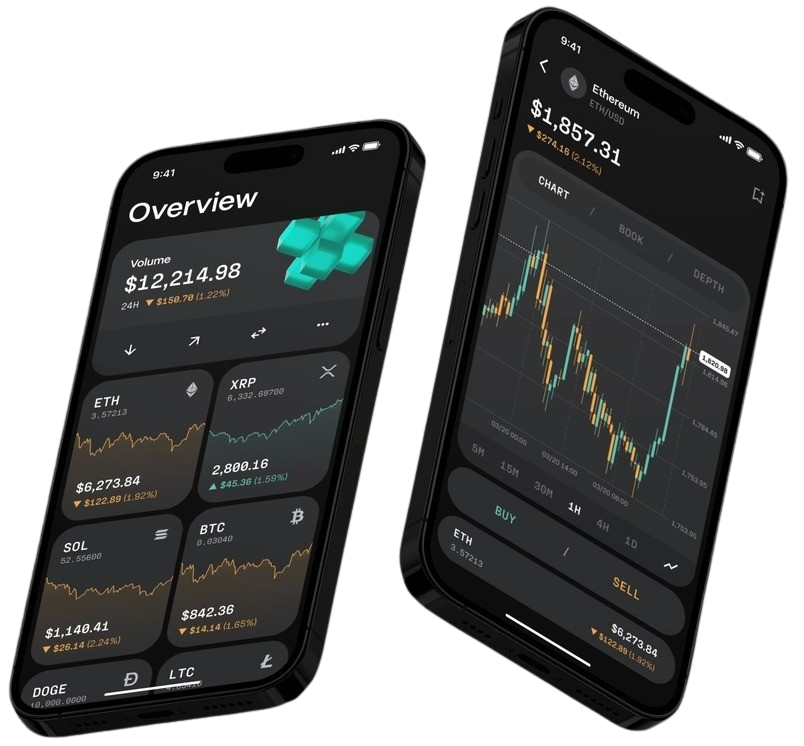 9:41
Overview
Volume
$12,214.98
24H ▼ $150.70 (1.22%)
ETH
3.57213
$6,273.84
▼ $122.89 (1.92%)
XRP
6,332.69700
2,800.16
▲ $45.36 (1.59%)
SOL
52.55600
$1,140.41
▼ $26.14 (2.24%)
BTC
0.03040
$842.36
▼ $14.14 (1.65%)
DOGE
10,000.0000
LTC
9:41
Ethereum
ETH/USD
$1,857.31
▼ $274.16 (2.12%)
CHART / BOOK / DEPTH
1,845.47
1,820.98
1,814.96
1,784.45
1,753.95
1,753.95
03/20 00:00 03/20 14:00 03/20 06:00
5M 15M 30M 1H 4H 1D
BUY / SELL
ETH
3.57213
$6,273.84
▼ $122.89 (1.92%)